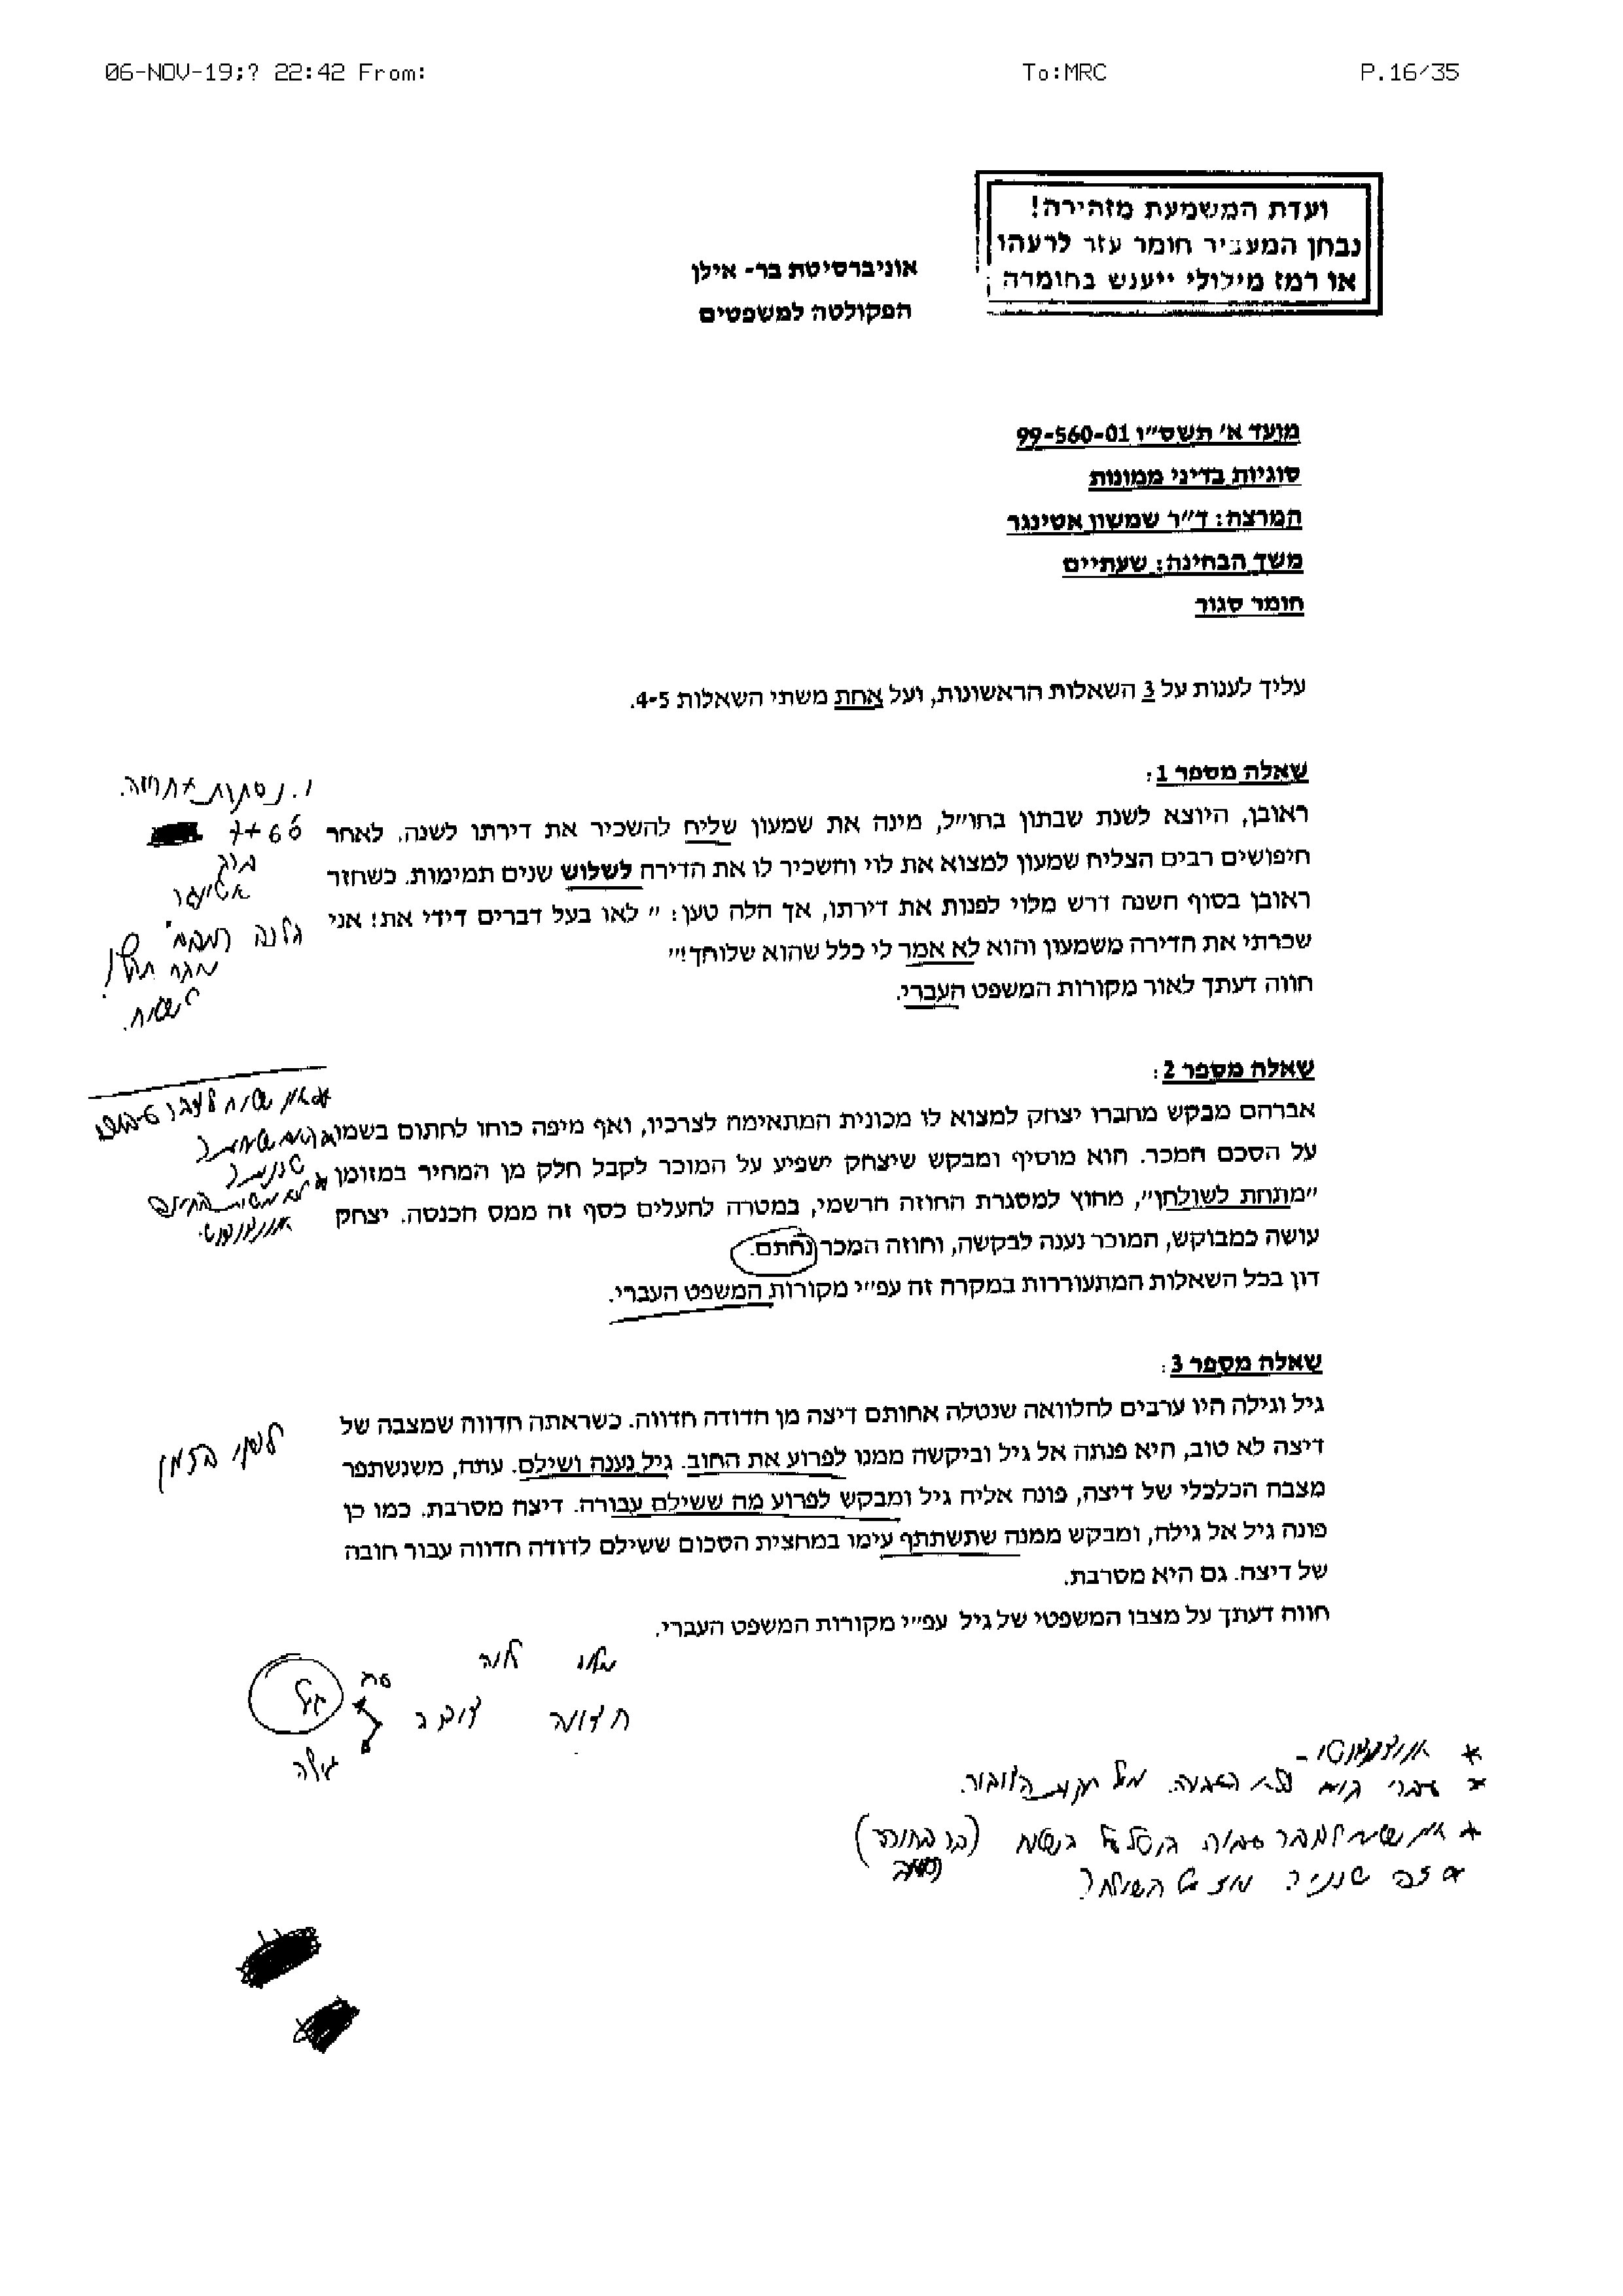 06-NOV-19;? 22:42 From: To:MRC P.16/35
ועדת המשמעת מזהירה!
נבחן המעביר חומר עזר לרעהו
או רמז מילולי ייענש בחומרה
אוניברסיטת בר- אילן
הפקולטה למשפטים
מועד א' תשס"ו 99-560-01
סוגיות בדיני ממונות
המרצה: ד"ר שמשון אטינגר
משך הבחינה: שעתיים
חומר סגור
עליך לענות על 3 השאלות הראשונות, ועל אחת משתי השאלות 4-5.
שאלה מספר 1:
ראובן, היוצא לשנת שבתון בחו"ל, מינה את שמעון שליח להשכיר את דירתו לשנה. לאחר
חיפושים רבים הצליח שמעון למצוא את לוי והשכיר לו את הדירה לשלוש שנים תמימות. כשחזר
ראובן בסוף השנה דרש מלוי לפנות את דירתו, אך הלה טען: " לאו בעל דברים דידי את! אני
שכרתי את הדירה משמעון והוא לא אמר לי כלל שהוא שלוחך!"
חווה דעתך לאור מקורות המשפט העברי.
שאלה מספר 2:
אברהם מבקש מחברו יצחק למצוא לו מכונית המתאימה לצרכיו, ואף מיפה כוחו לחתום בשמו
על הסכם המכר. הוא מוסיף ומבקש שיצחק ישפיע על המוכר לקבל חלק מן המחיר במזומן
"מתחת לשולחן", מחוץ למסגרת החוזה הרשמי, במטרה להעלים כסף זה ממס הכנסה. יצחק
עושה כמבוקש, המוכר נענה לבקשה, וחוזה המכר נחתם.
דון בכל השאלות המתעוררות במקרה זה עפ"י מקורות המשפט העברי.
שאלה מספר 3:
גיל וגילה היו ערבים להלוואה שנטלה אחותם דיצה מן הדודה חדווה. כשראתה חדווה שמצבה של
דיצה לא טוב, היא פנתה אל גיל וביקשה ממנו לפרוע את החוב. גיל נענה ושילם. עתה, משנשתפר
מצבה הכלכלי של דיצה, פונה אליה גיל ומבקש לפרוע מה ששילם עבורה. דיצה מסרבת. כמו כן
פונה גיל אל גילה, ומבקש ממנה שתשתתף עימו במחצית הסכום ששילם לדודה חדווה עבור חובה
של דיצה. גם היא מסרבת.
חווה דעתך על מצבו המשפטי של גיל עפ"י מקורות המשפט העברי.
לפני הזמן
מלוה לווה
חדווה
גיל
גילה